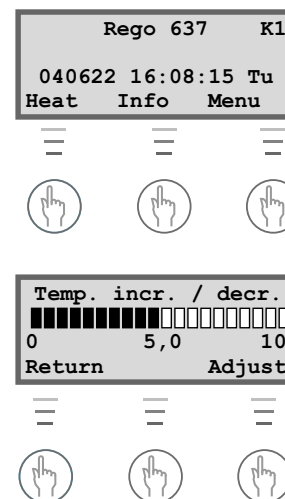 Rego 637 K1
040622 16:08:15 Tu
Heat Info Menu
Temp. incr. / decr.
0 5,0 10
Return Adjust